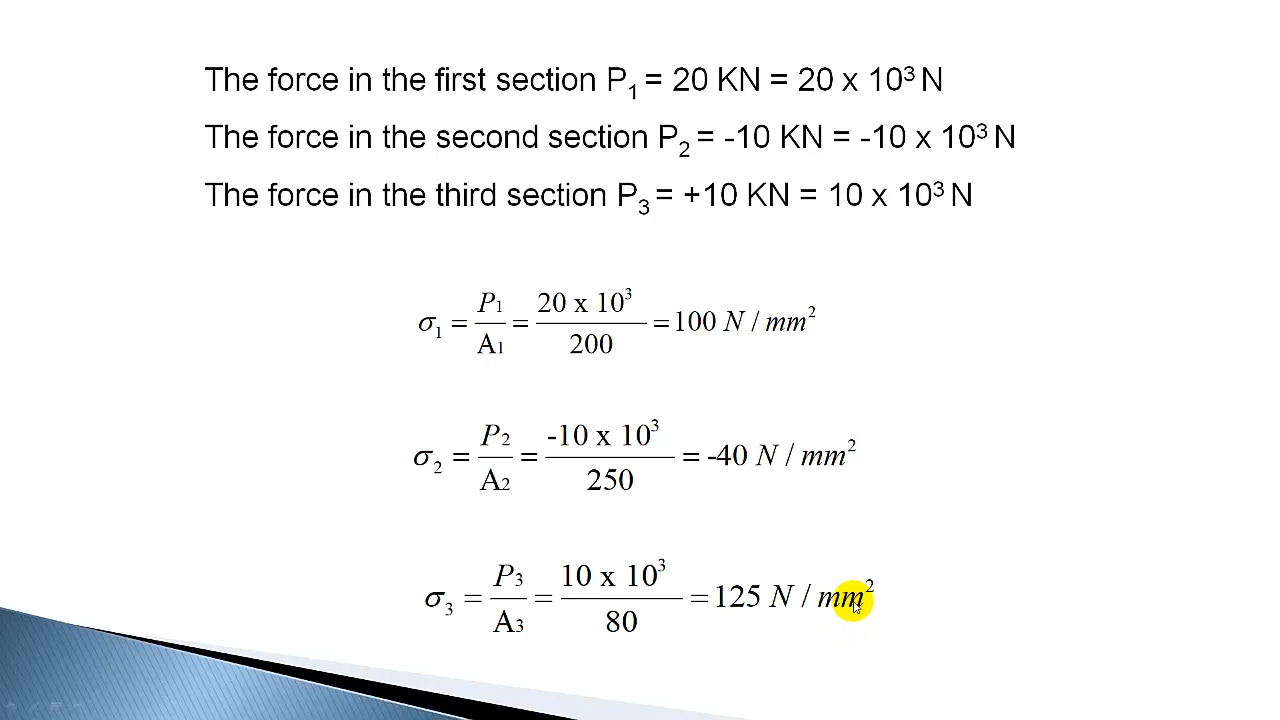 The force in the first section P₁ = 20 KN = 20 x 10³ N
The force in the second section P₂ = -10 KN = -10 x 10³ N
The force in the third section P₃ = +10 KN = 10 x 10³ N
σ₁ = P₁ / A₁ = 20 x 10³ / 200 = 100 N / mm²
σ₂ = P₂ / A₂ = -10 x 10³ / 250 = -40 N / mm²
σ₃ = P₃ / A₃ = 10 x 10³ / 80 = 125 N / mm²